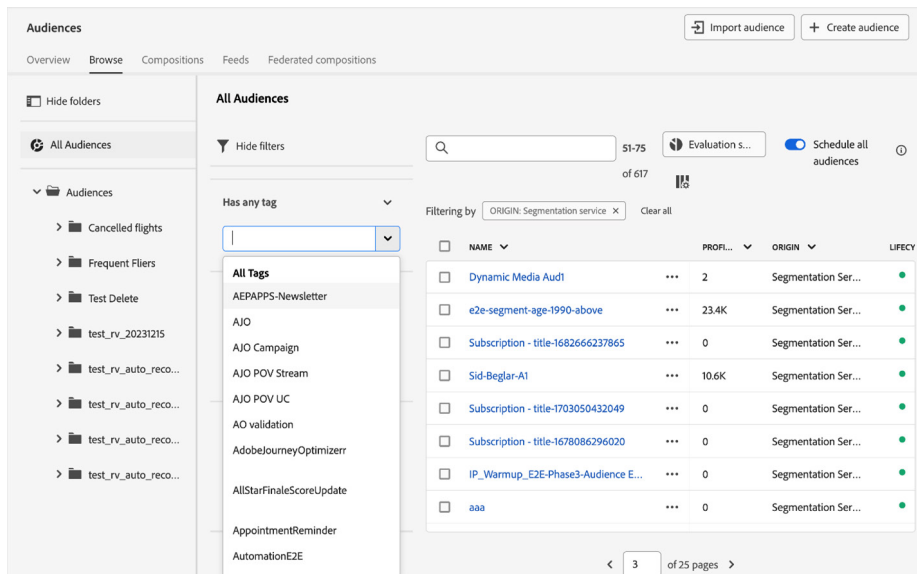 Audiences
Import audience
Create audience
Overview Browse Compositions Feeds Federated compositions
Hide folders
All Audiences
Audiences
Cancelled flights
Frequent Fliers
Test Delete
test_rv_20231215
test_rv_auto_reco...
test_rv_auto_reco...
test_rv_auto_reco...
test_rv_auto_reco...
All Audiences
Hide filters
Has any tag
All Tags
AEPAPPS-Newsletter
AJO
AJO Campaign
AJO POV Stream
AJO POV UC
AO validation
AdobeJourneyOptimizerr
AllStarFinaleScoreUpdate
AppointmentReminder
AutomationE2E
51-75
of 617
Evaluation s...
Schedule all
audiences
Filtering by ORIGIN: Segmentation service Clear all
NAME PROFI... ORIGIN LIFECY
Dynamic Media Aud1 ... 2 Segmentation Ser...
e2e-segment-age-1990-above ... 23.4K Segmentation Ser...
Subscription - title-1682666237865 ... 0 Segmentation Ser...
Sid-Beglar-A1 ... 10.6K Segmentation Ser...
Subscription - title-1703050432049 ... 0 Segmentation Ser...
Subscription - title-1678086296020 ... 0 Segmentation Ser...
IP_Warmup_E2E-Phase3-Audience E... ... 0 Segmentation Ser...
aaa ... 0 Segmentation Ser...
3 of 25 pages